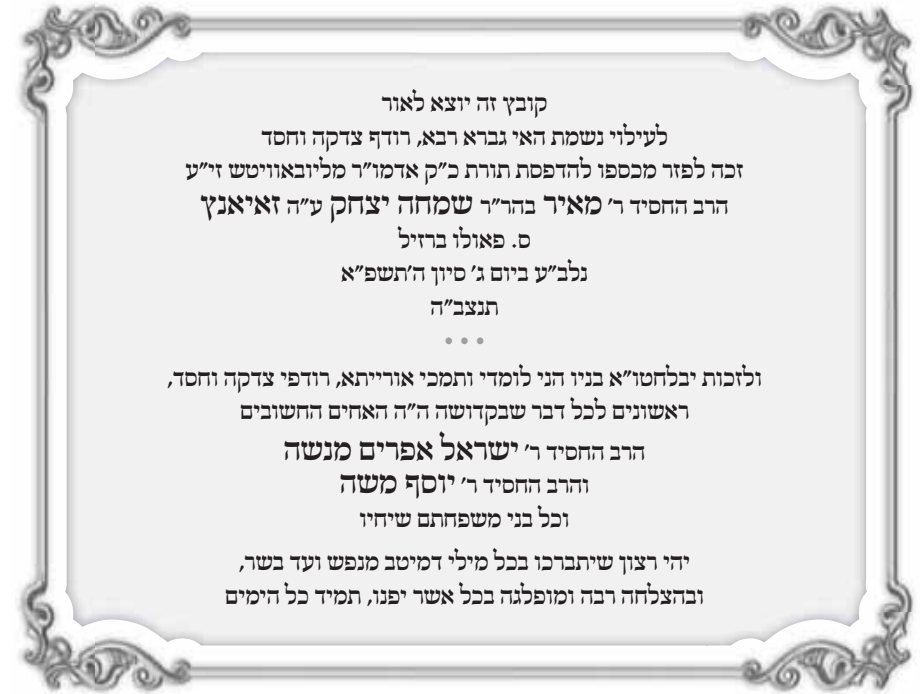 קובץ זה יוצא לאור
לעילוי נשמת האי גברא רבא, רודף צדקה וחסד
זכה לפזר מכספו להדפסת תורת כ״ק אדמו״ר מליובאוויטש זי״ע
הרב החסיד ר׳ מאיר בהר״ר שמחה יצחק ע״ה זאיאנץ
ס. פאולו ברזיל
נלב״ע ביום ג׳ סיון ה׳תשפ״א
תנצב״ה
• • •
ולזכות יבלחטו״א בניו הני לומדי ותמכי אורייתא, רודפי צדקה וחסד,
ראשונים לכל דבר שבקדושה ה״ה האחים החשובים
הרב החסיד ר׳ ישראל אפרים מנשה
והרב החסיד ר׳ יוסף משה
וכל בני משפחתם שיחיו
יהי רצון שיתברכו בכל מילי דמיטב מנפש ועד בשר,
ובהצלחה רבה ומופלגה בכל אשר יפנו, תמיד כל הימים